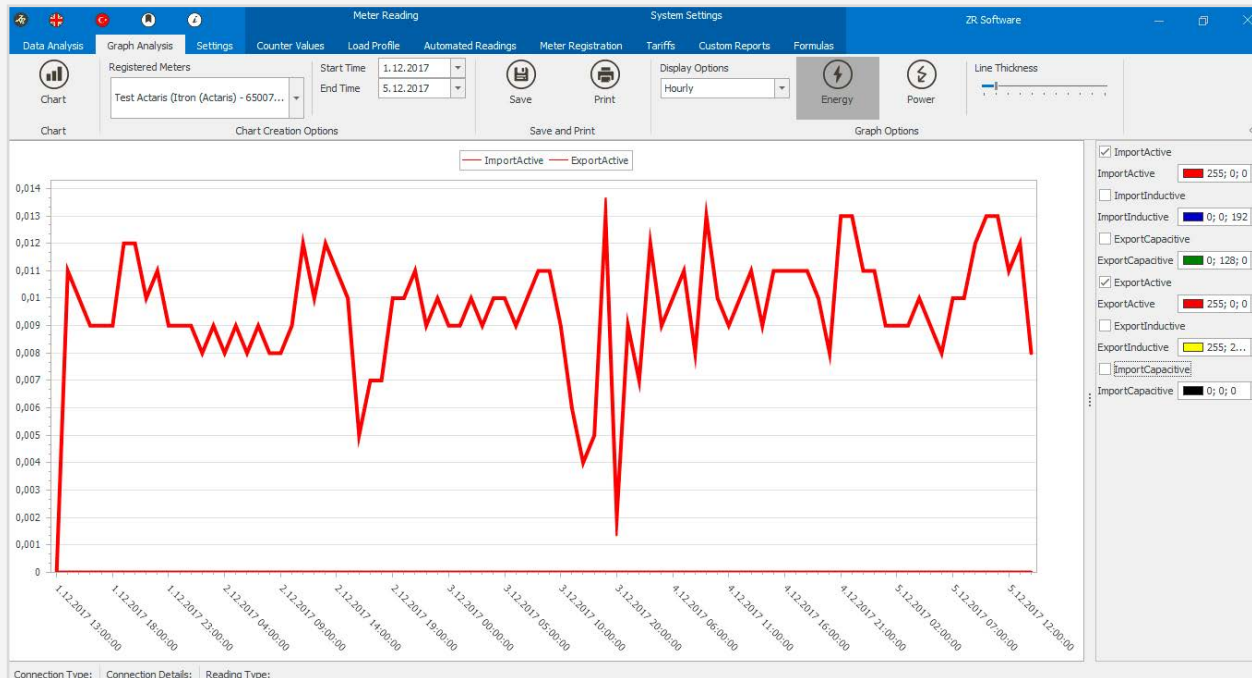 Meter Reading System Settings ZR Software
Data Analysis Graph Analysis Settings Counter Values Load Profile Automated Readings Meter Registration Tariffs Custom Reports Formulas
Chart
Chart
Registered Meters
Test Actaris (Itron (Actaris) - 65007...
Start Time 1.12.2017
End Time 5.12.2017
Chart Creation Options
Save Print
Save and Print
Display Options
Hourly
Energy Power
Graph Options
Line Thickness
ImportActive ExportActive
0,014
0,013
0,012
0,011
0,01
0,009
0,008
0,007
0,006
0,005
0,004
0,003
0,002
0,001
0
1.12.2017 13:00:00
1.12.2017 18:00:00
1.12.2017 23:00:00
2.12.2017 04:00:00
2.12.2017 09:00:00
2.12.2017 14:00:00
2.12.2017 19:00:00
3.12.2017 00:00:00
3.12.2017 05:00:00
3.12.2017 10:00:00
3.12.2017 20:00:00
4.12.2017 06:00:00
4.12.2017 11:00:00
4.12.2017 16:00:00
4.12.2017 21:00:00
5.12.2017 02:00:00
5.12.2017 07:00:00
5.12.2017 12:00:00
ImportActive
ImportActive 255; 0; 0
ImportInductive
ImportInductive 0; 0; 192
ExportCapacitive
ExportCapacitive 0; 128; 0
ExportActive
ExportActive 255; 0; 0
ExportInductive
ExportInductive 255; 2...
ImportCapacitive
ImportCapacitive 0; 0; 0
Connection Type: Connection Details: Reading Type: